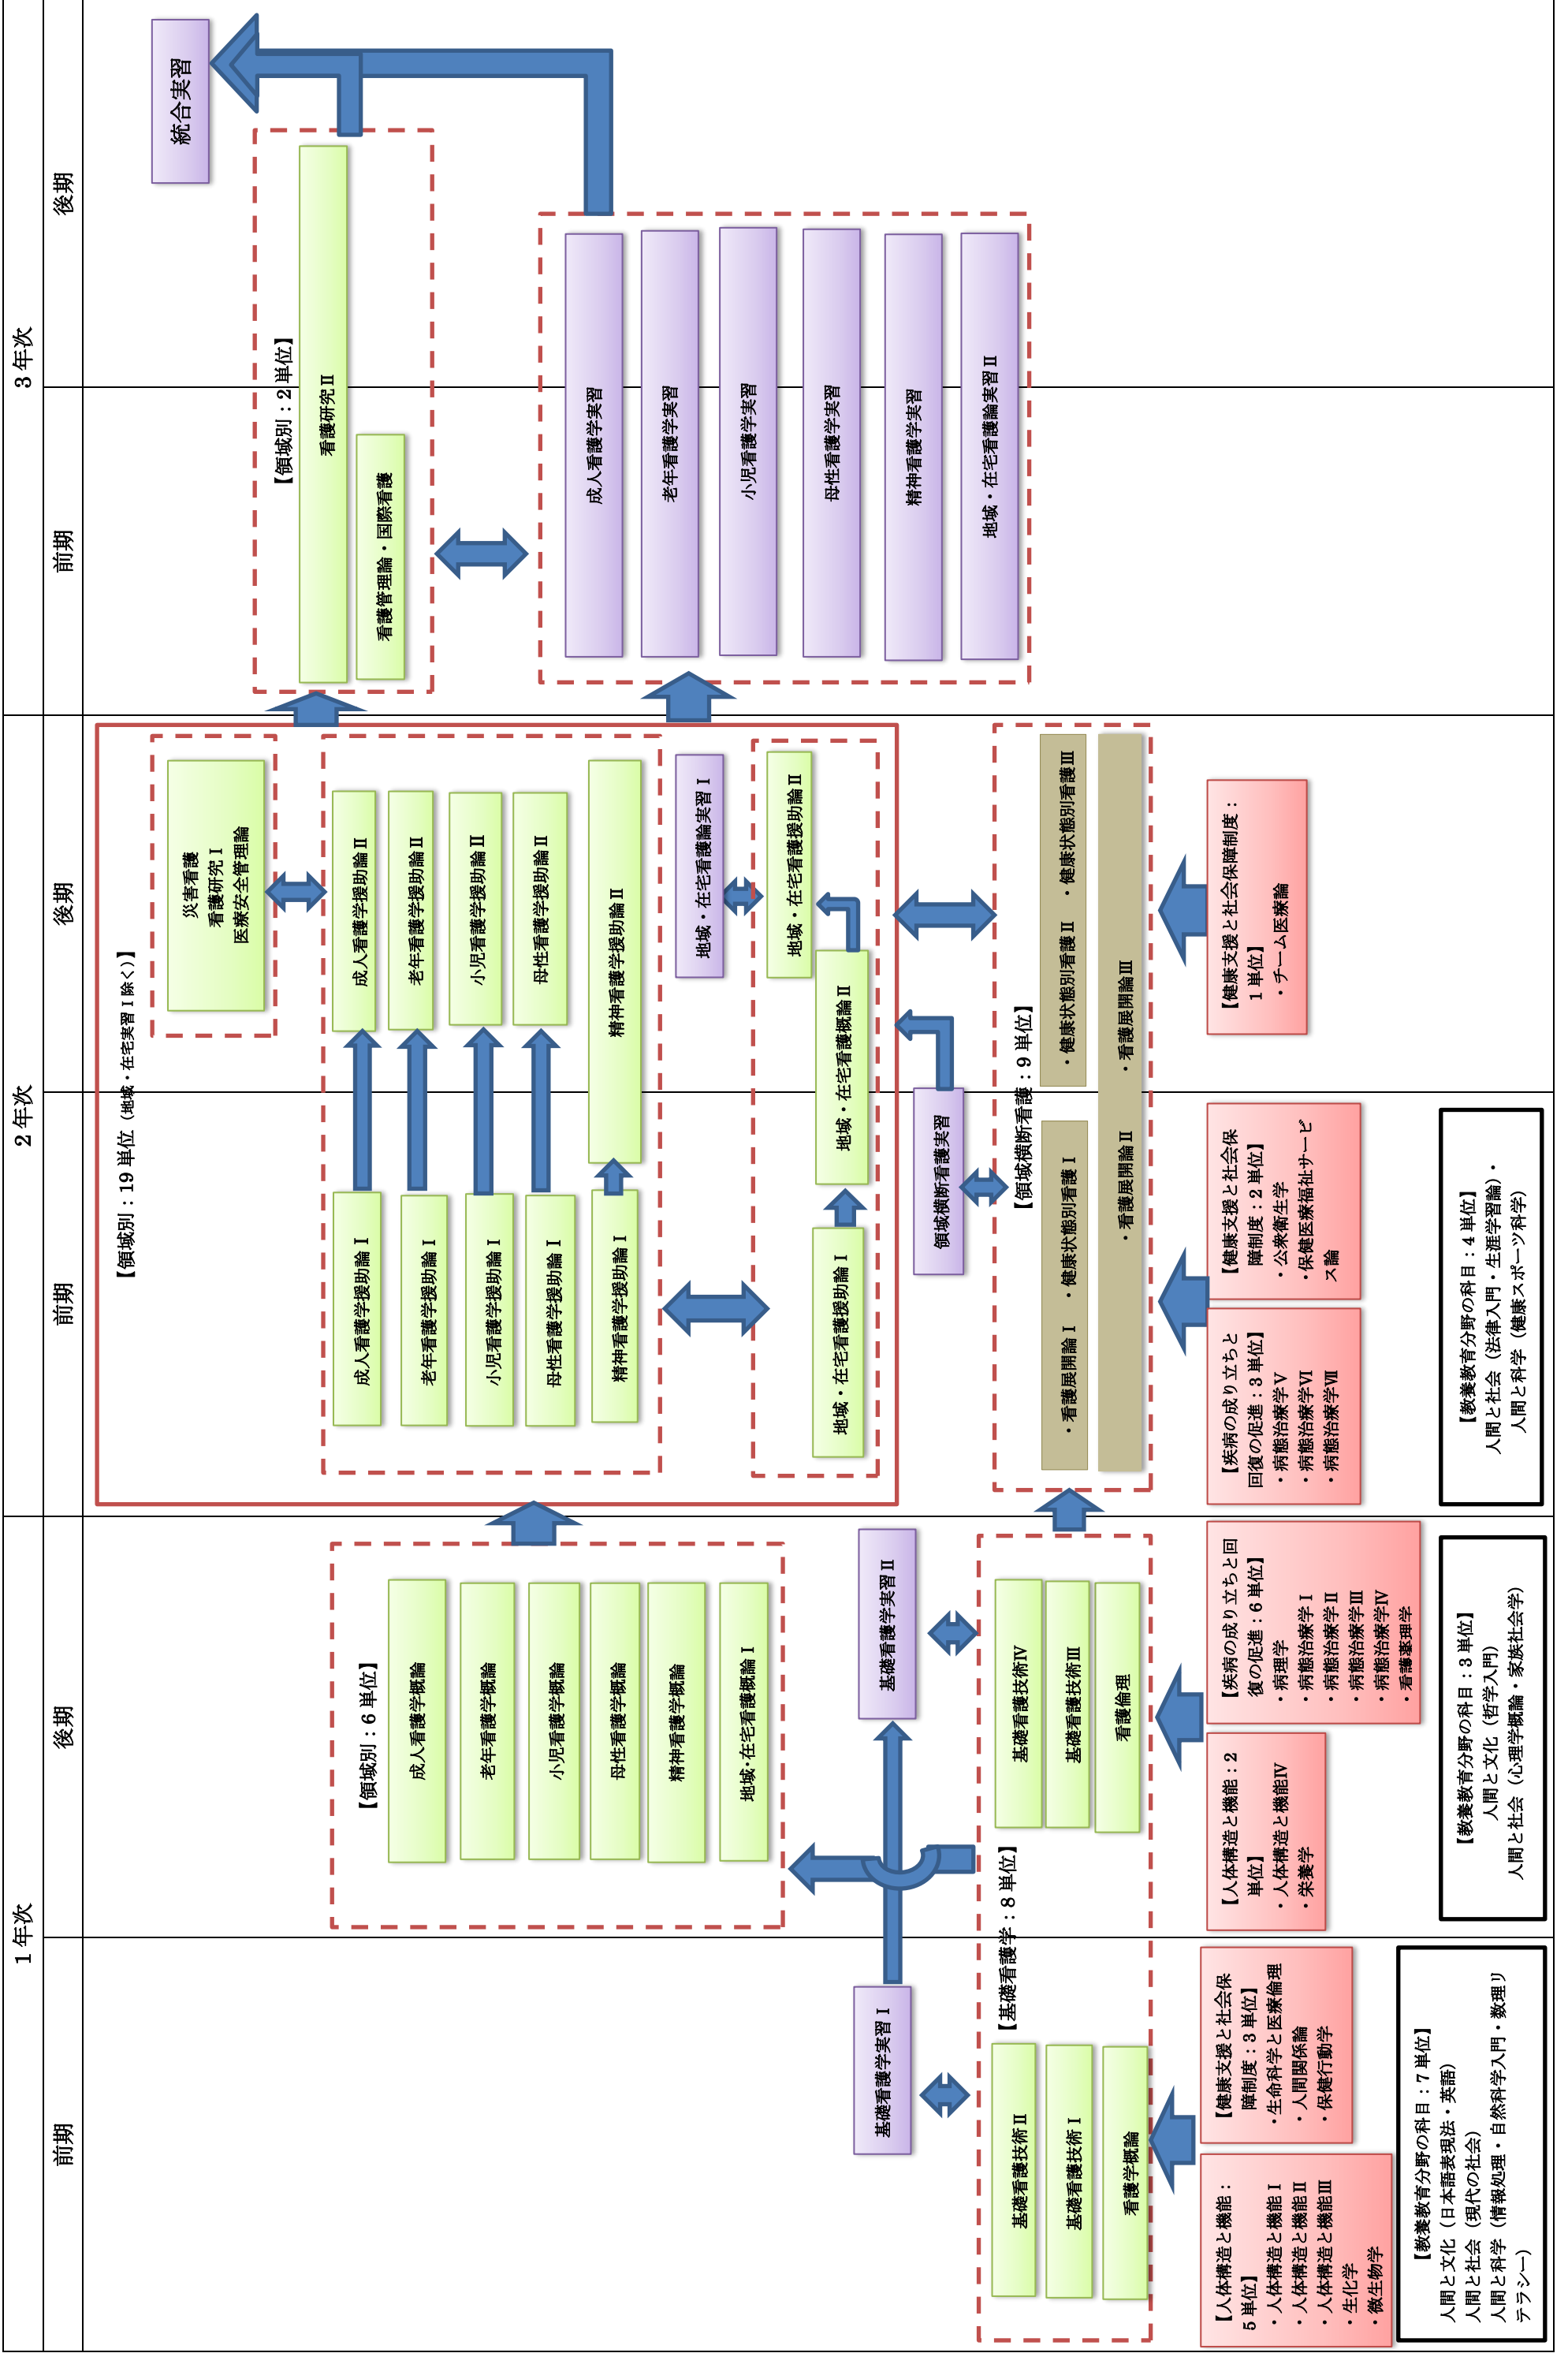 1 年次
2 年次
3 年次
前期
後期
前期
後期
前期
後期
【領域別：19 単位（地域・在宅実習Ⅰ除く）】
災害看護
看護研究Ⅰ
医療安全管理論
統合実習
【領域別：2 単位】
看護研究Ⅱ
看護管理論・国際看護
【領域別：6 単位】
成人看護学概論
老年看護学概論
小児看護学概論
母性看護学概論
精神看護学概論
地域・在宅看護概論Ⅰ
成人看護学援助論Ⅰ
老年看護学援助論Ⅰ
小児看護学援助論Ⅰ
母性看護学援助論Ⅰ
精神看護学援助論Ⅰ
成人看護学援助論Ⅱ
老年看護学援助論Ⅱ
小児看護学援助論Ⅱ
母性看護学援助論Ⅱ
精神看護学援助論Ⅱ
地域・在宅看護論実習Ⅰ
地域・在宅看護援助論Ⅱ
地域・在宅看護概論Ⅱ
地域・在宅看護援助論Ⅰ
成人看護学実習
老年看護学実習
小児看護学実習
母性看護学実習
精神看護学実習
地域・在宅看護論実習Ⅱ
基礎看護学実習Ⅰ
基礎看護学実習Ⅱ
領域横断看護実習
【基礎看護学：8 単位】
基礎看護技術Ⅱ
基礎看護技術Ⅰ
看護学概論
基礎看護技術Ⅳ
基礎看護技術Ⅲ
看護倫理
【領域横断看護：9 単位】
・看護展開論Ⅰ　・健康状態別看護Ⅰ
・健康状態別看護Ⅱ　・健康状態別看護Ⅲ
・看護展開論Ⅱ　・看護展開論Ⅲ
【人体構造と機能：
5 単位】
・人体構造と機能Ⅰ
・人体構造と機能Ⅱ
・人体構造と機能Ⅲ
・生化学
・微生物学
【健康支援と社会保
障制度：3 単位】
・生命科学と医療倫理
・人間関係論
・保健行動学
【人体構造と機能：2
単位】
・人体構造と機能Ⅳ
・栄養学
【疾病の成り立ちと回
復の促進：6 単位】
・病理学
・病態治療学Ⅰ
・病態治療学Ⅱ
・病態治療学Ⅲ
・病態治療学Ⅳ
・看護薬理学
【疾病の成り立ちと
回復の促進：3 単位】
・病態治療学Ⅴ
・病態治療学Ⅵ
・病態治療学Ⅶ
【健康支援と社会保
障制度：2 単位】
・公衆衛生学
・保健医療福祉サービ
ス論
【健康支援と社会保障制度：
1 単位】
・チーム医療論
【教養教育分野の科目：7 単位】
人間と文化（日本語表現法・英語）
人間と社会（現代の社会）
人間と科学（情報処理・自然科学入門・数理リ
テラシー）
【教養教育分野の科目：3 単位】
人間と文化（哲学入門）
人間と社会（心理学概論・家族社会学）
【教養教育分野の科目：4 単位】
人間と社会（法律入門・生涯学習論）・
人間と科学（健康スポーツ科学）